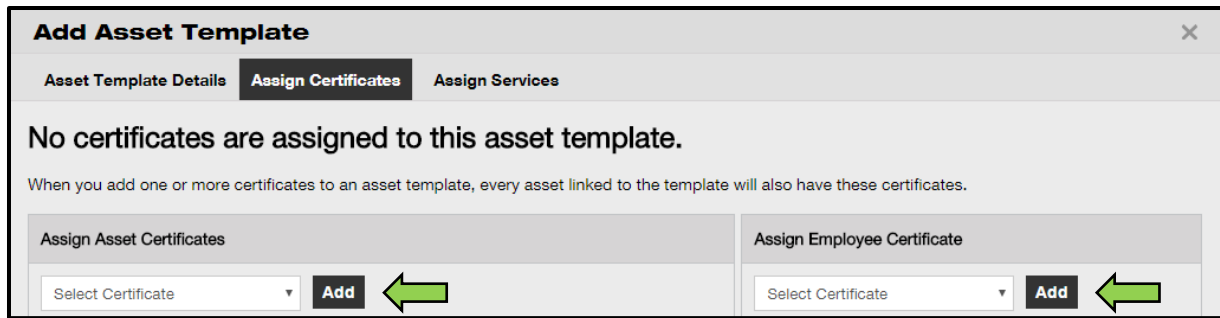 Add Asset Template
Asset Template Details Assign Certificates Assign Services
No certificates are assigned to this asset template.
When you add one or more certificates to an asset template, every asset linked to the template will also have these certificates.
Assign Asset Certificates
Select Certificate Add
Assign Employee Certificate
Select Certificate Add